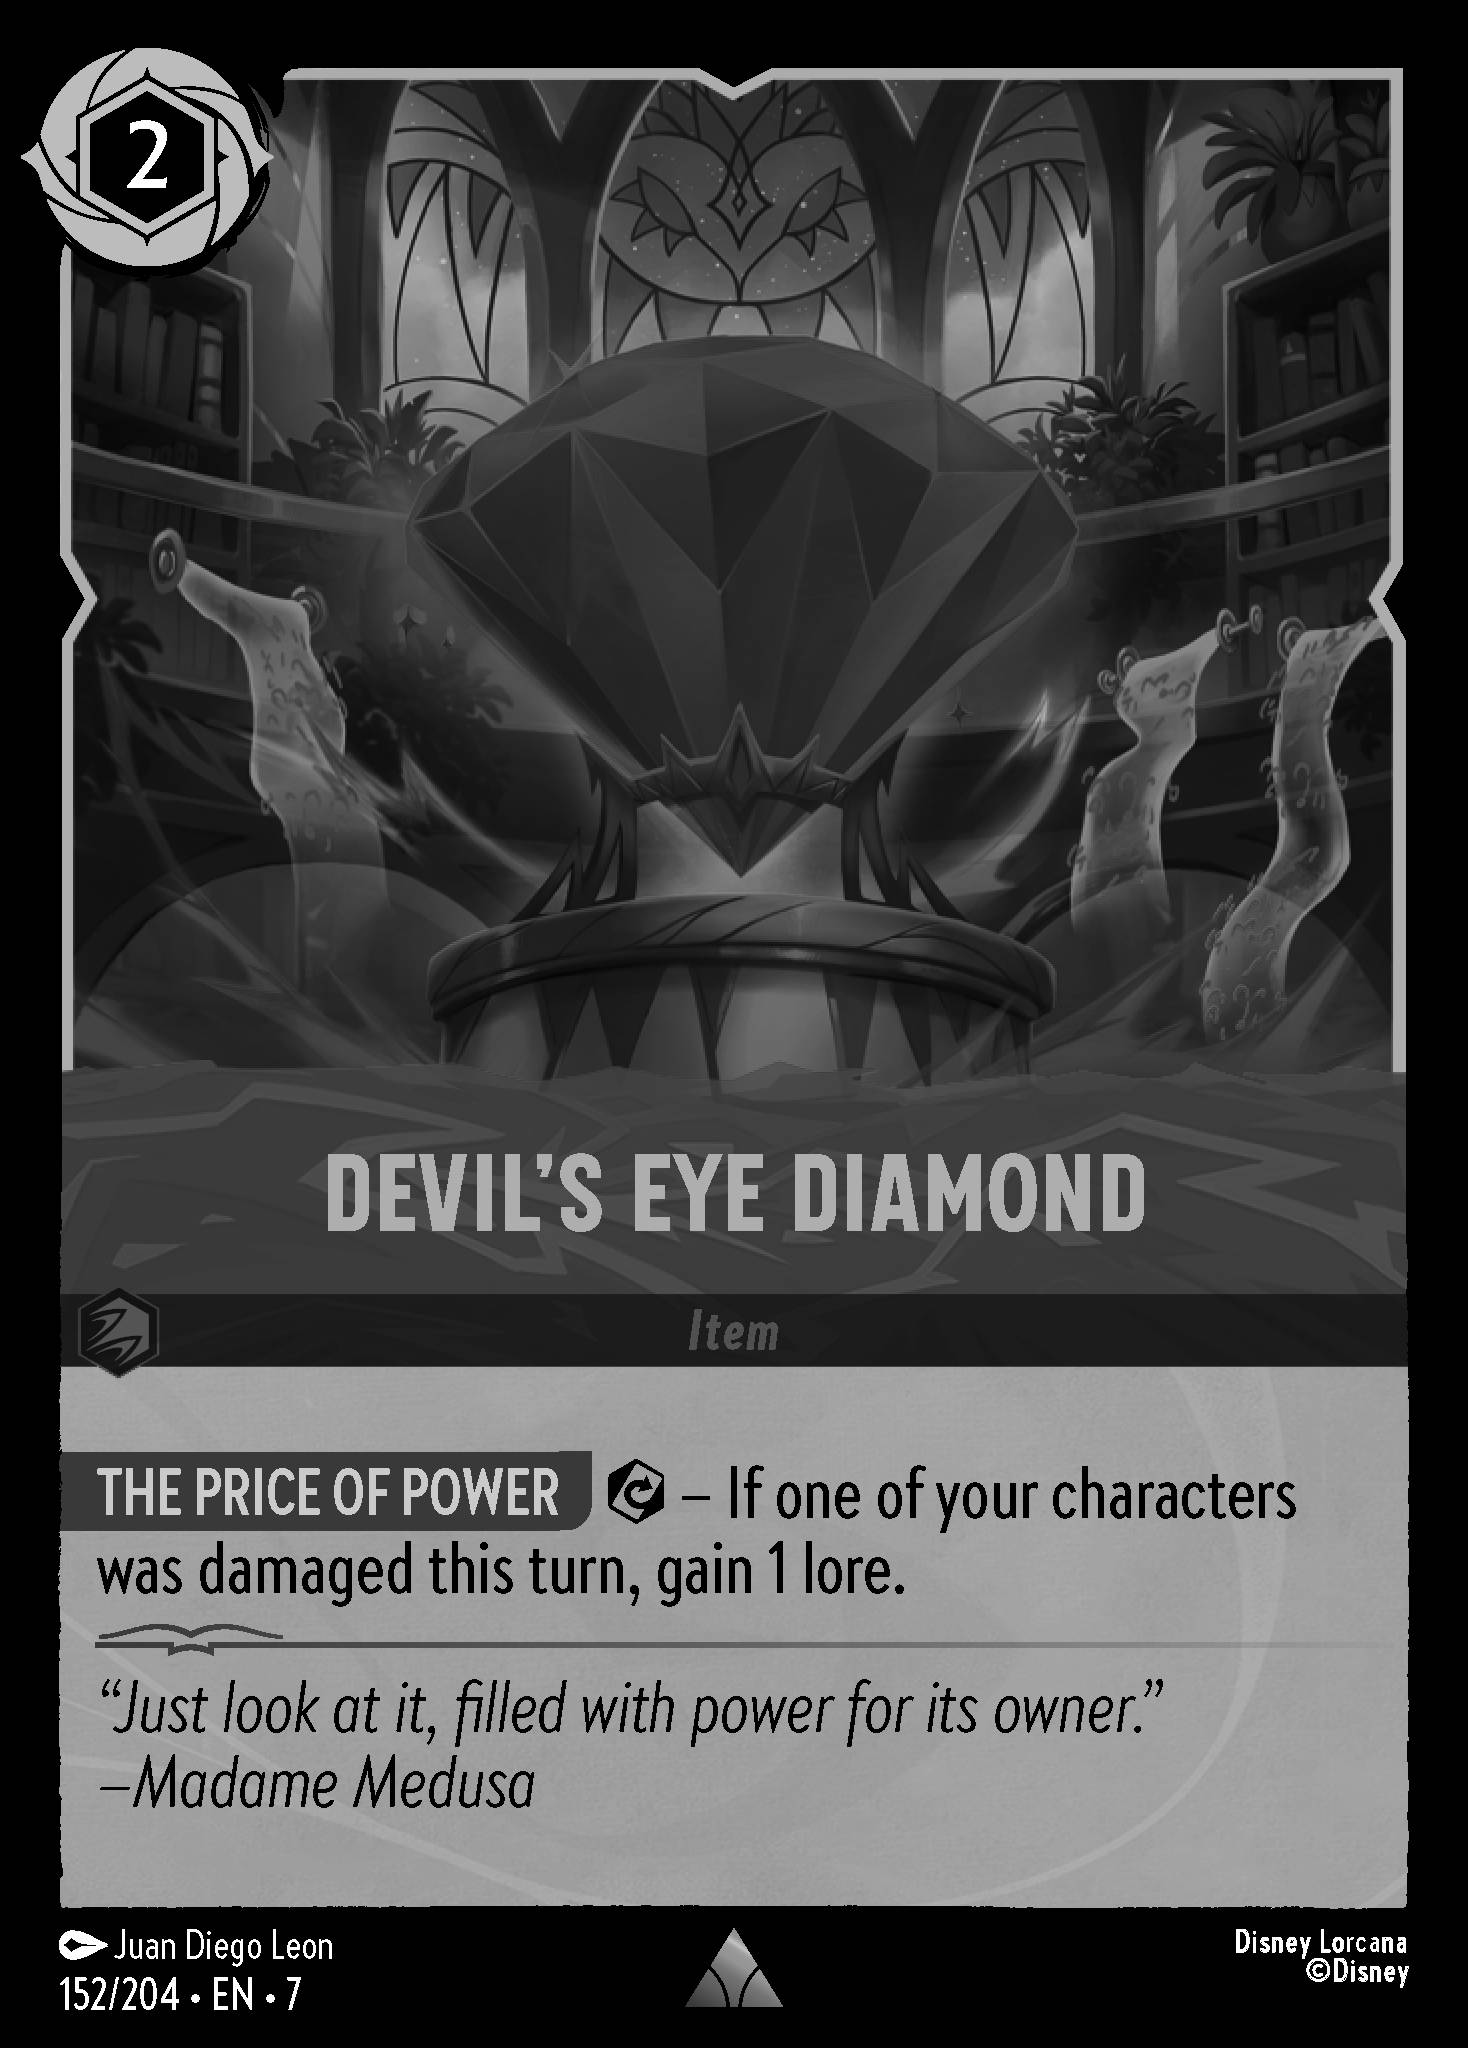 2
DEVIL'S EYE DIAMOND
Item
THE PRICE OF POWER – If one of your characters
was damaged this turn, gain 1 lore.
“Just look at it, filled with power for its owner.”
–Madame Medusa
Juan Diego Leon
152/204 • EN • 7
Disney Lorcana
©Disney